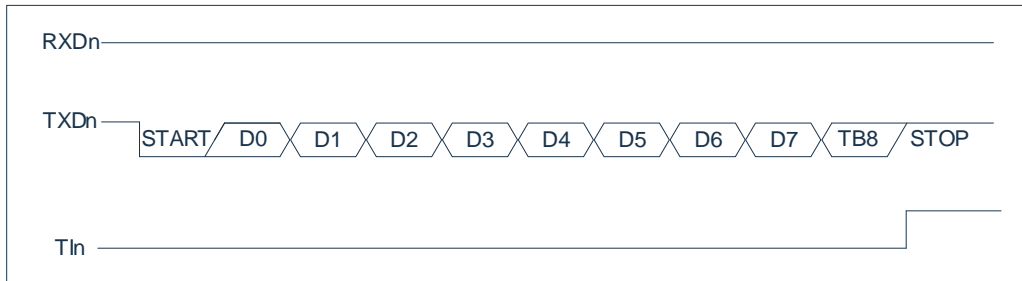 RXDn
TXDn
START D0 D1 D2 D3 D4 D5 D6 D7 TB8 STOP
TIn